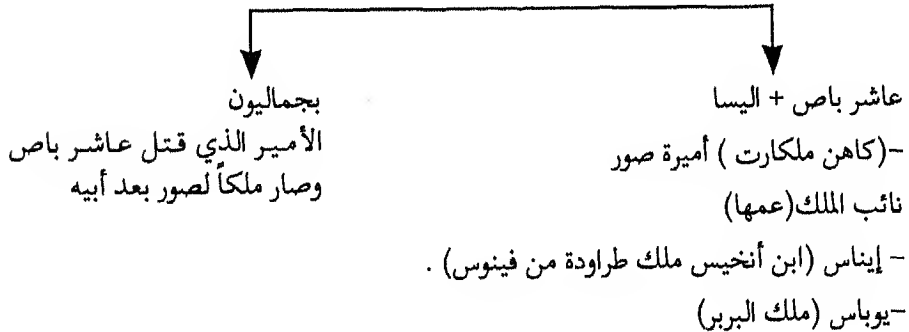 عاشر باص + اليسا
-(كاهن ملكارت ) أميرة صور
نائب الملك(عمها)
- إيناس (ابن أنخيس ملك طراودة من فينوس) .
-يوباس (ملك البربر)
بجماليون
الأمير الذي قتل عاشر باص
وصار ملكاً لصور بعد أبيه